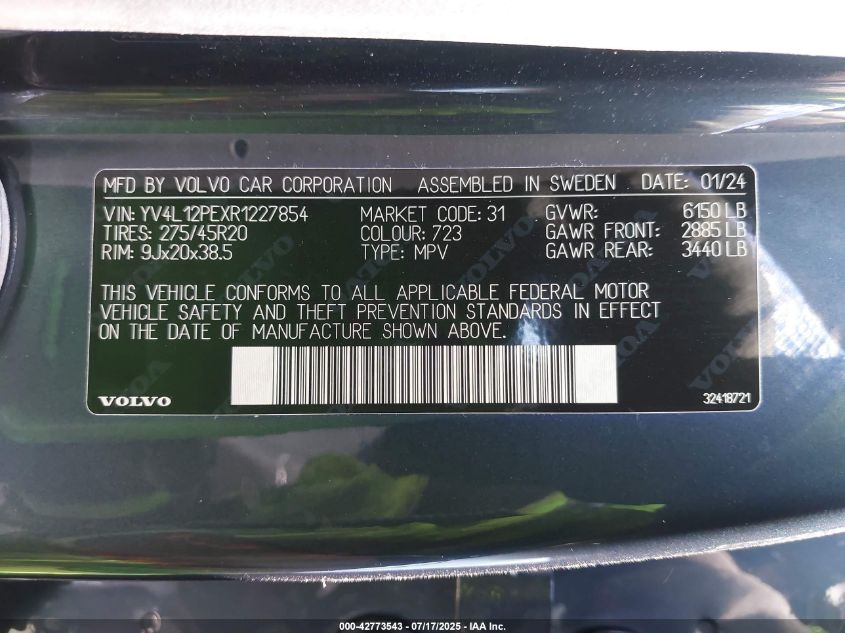 MFD BY VOLVO CAR CORPORATION ASSEMBLED IN SWEDEN DATE: 01/24
VIN: YV4L12PEXR1227854 MARKET CODE: 31 GVWR: 6150 LB
TIRES: 275/45R20 COLOUR: 723 GAWR FRONT: 2885 LB
RIM: 9Jx20x38.5 TYPE: MPV GAWR REAR: 3440 LB
THIS VEHICLE CONFORMS TO ALL APPLICABLE FEDERAL MOTOR
VEHICLE SAFETY AND THEFT PREVENTION STANDARDS IN EFFECT
ON THE DATE OF MANUFACTURE SHOWN ABOVE.
VOLVO 32418721
000-42773543 / 07/17/2025 - IAA Inc.